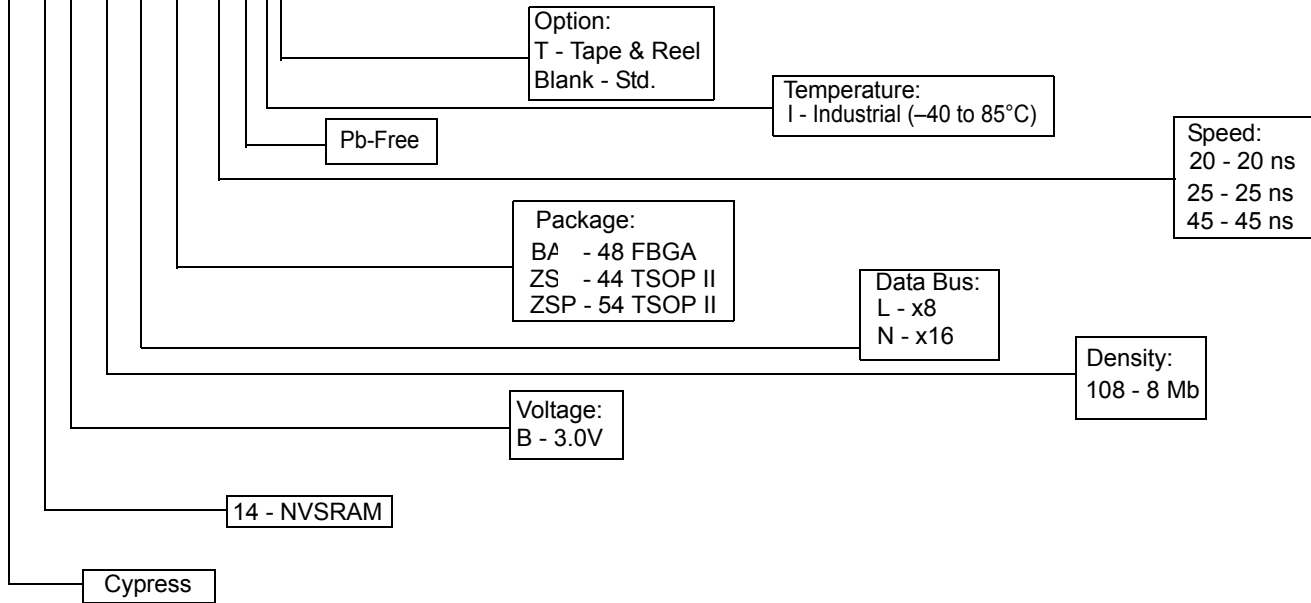 Option:
T - Tape & Reel
Blank - Std.
Temperature:
I - Industrial (–40 to 85°C)
Pb-Free
Speed:
20 - 20 ns
25 - 25 ns
45 - 45 ns
Package:
BA - 48 FBGA
ZS - 44 TSOP II
ZSP - 54 TSOP II
Data Bus:
L - x8
N - x16
Density:
108 - 8 Mb
Voltage:
B - 3.0V
14 - NVSRAM
Cypress